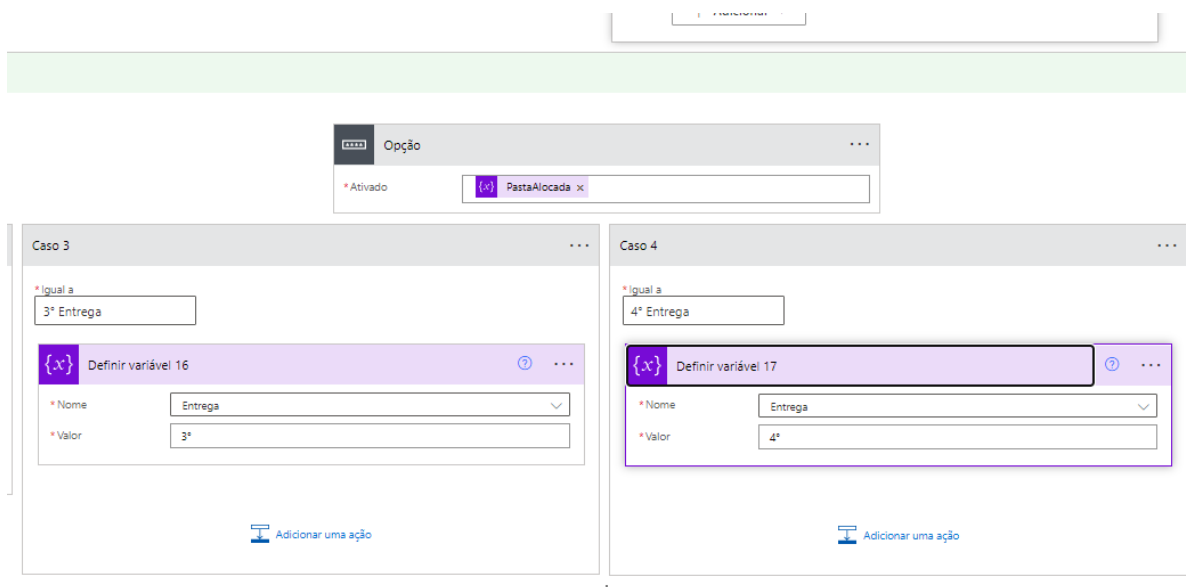 Adicionar
Opção
* Ativado
{x} PastaAlocada ×
Caso 3
* Igual a
3° Entrega
{x} Definir variável 16
* Nome
Entrega
* Valor
3°
Adicionar uma ação
Caso 4
* Igual a
4° Entrega
{x} Definir variável 17
* Nome
Entrega
* Valor
4°
Adicionar uma ação